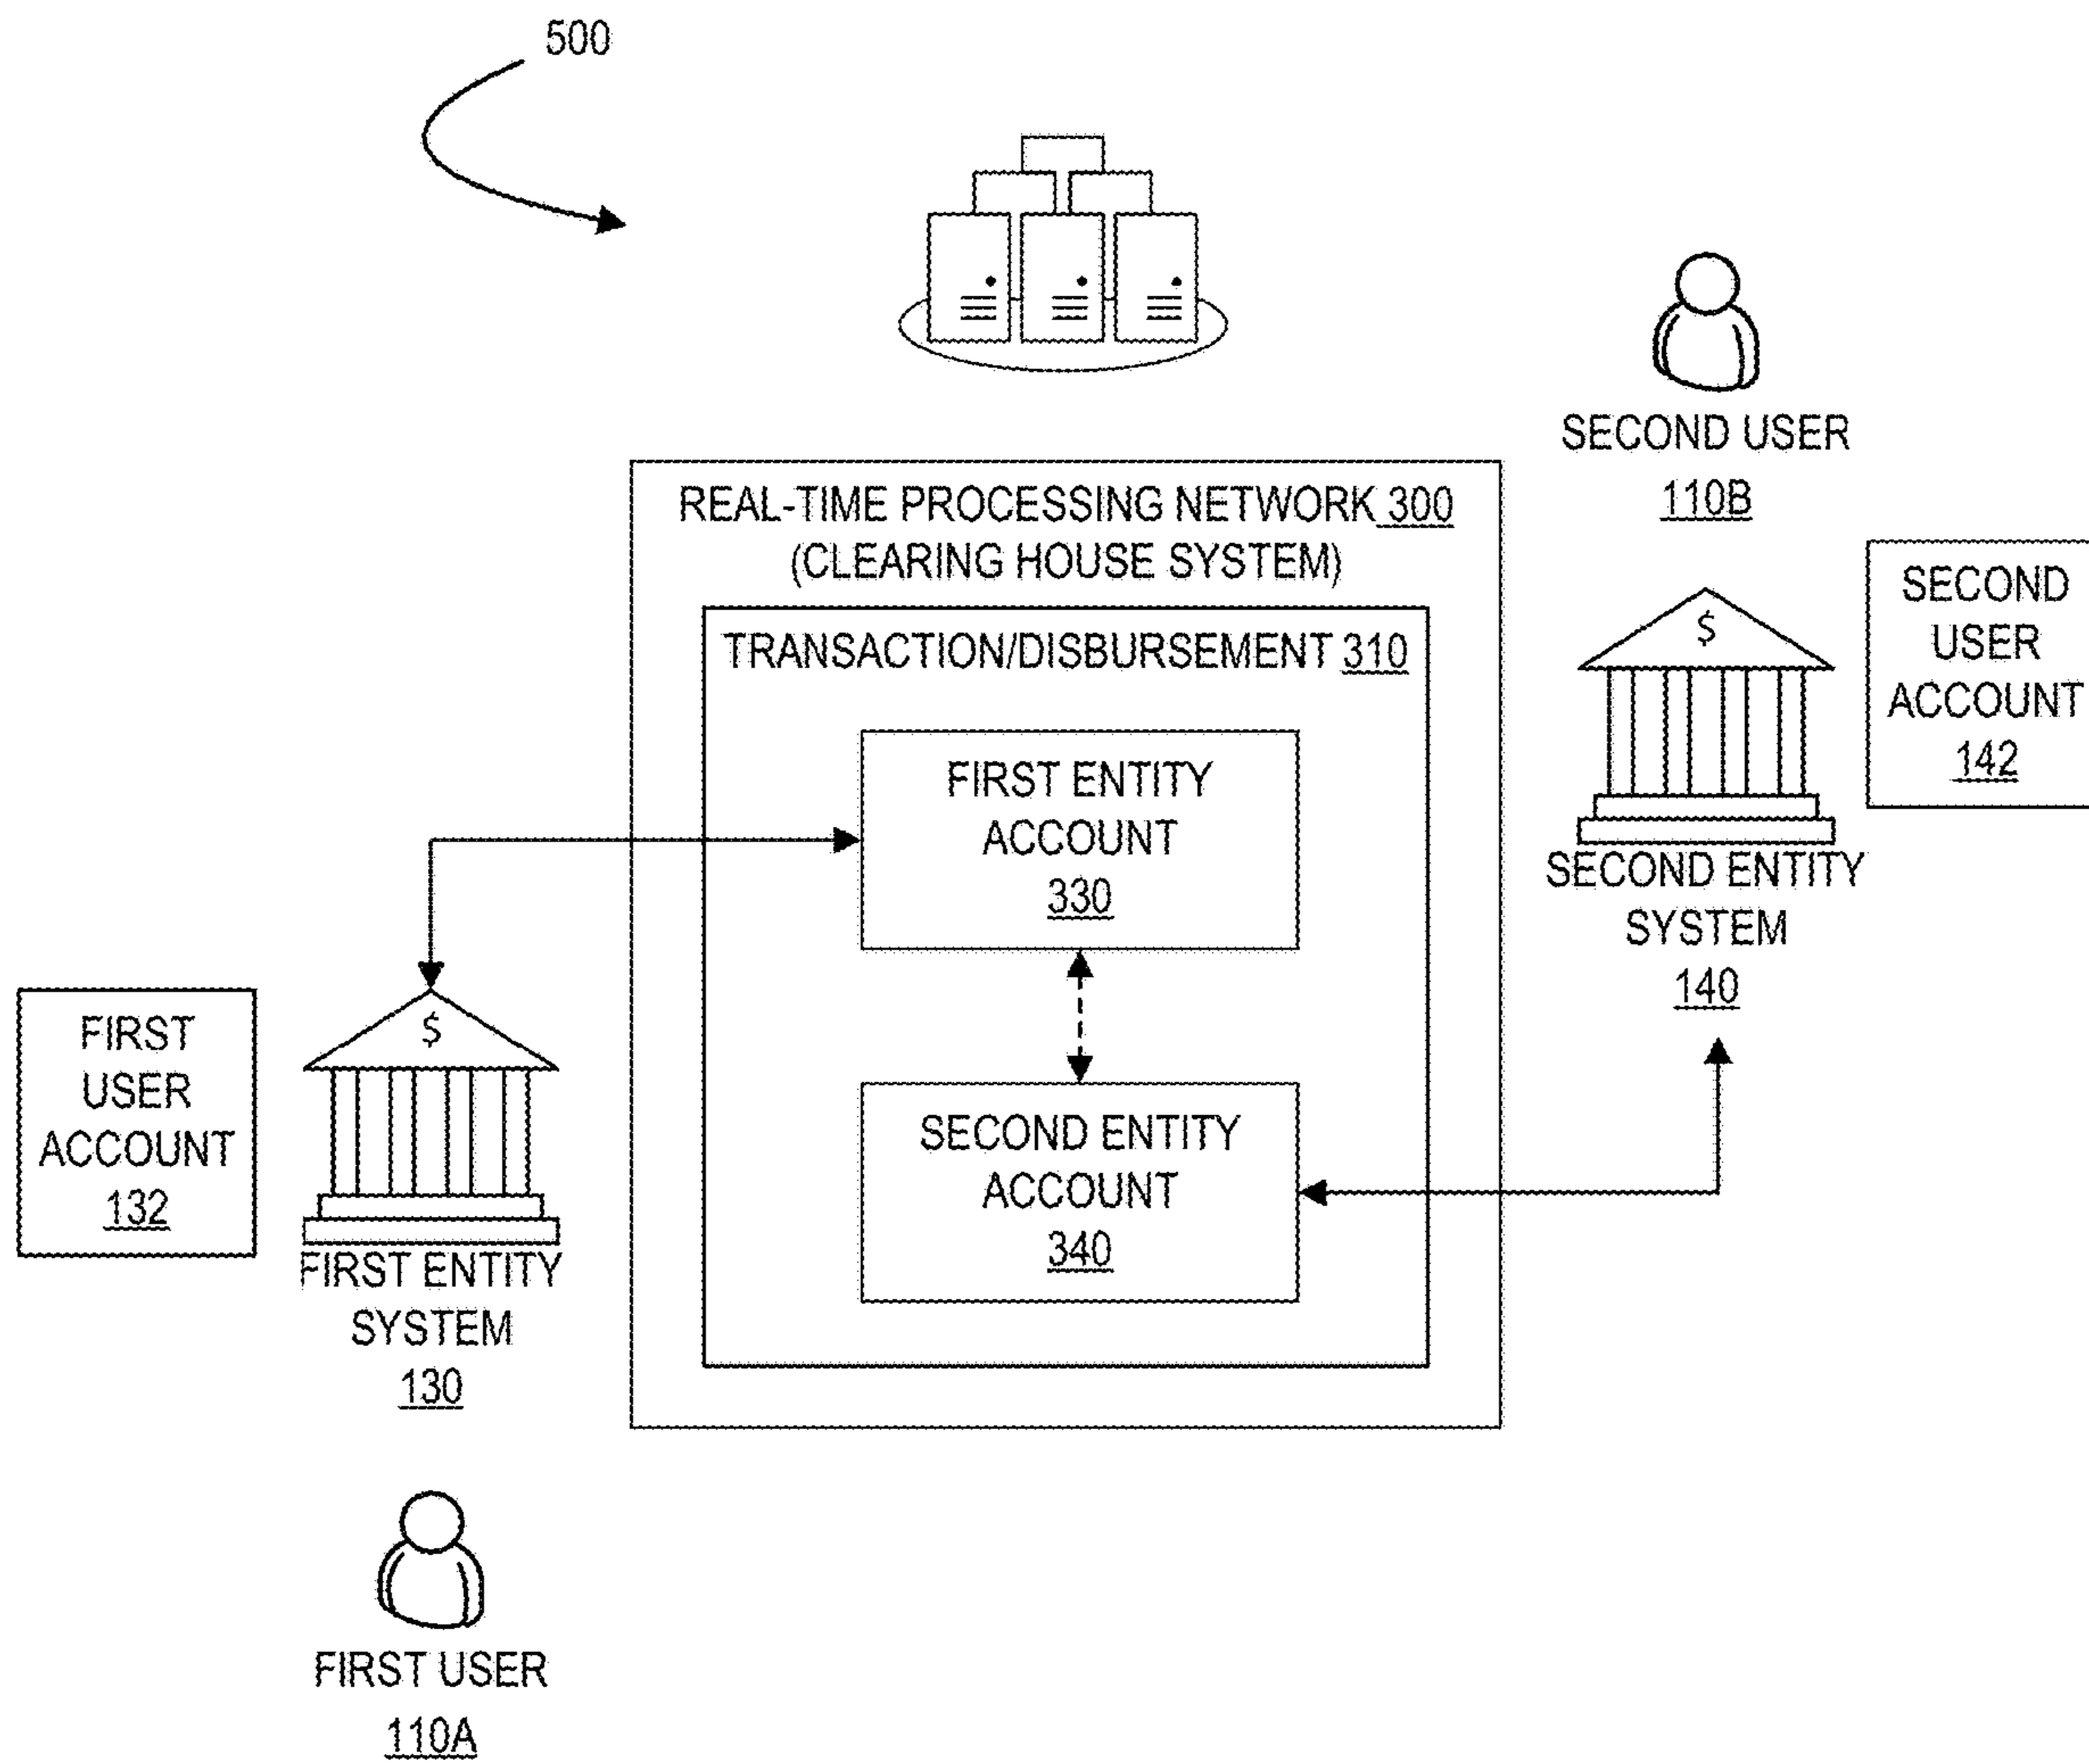 500
SECOND USER
110B
REAL-TIME PROCESSING NETWORK 300
(CLEARING HOUSE SYSTEM)
TRANSACTION/DISBURSEMENT 310
FIRST ENTITY
ACCOUNT
330
SECOND ENTITY
ACCOUNT
340
$
SECOND ENTITY
SYSTEM
140
SECOND
USER
ACCOUNT
142
FIRST
USER
ACCOUNT
132
$
FIRST ENTITY
SYSTEM
130
FIRST USER
110A